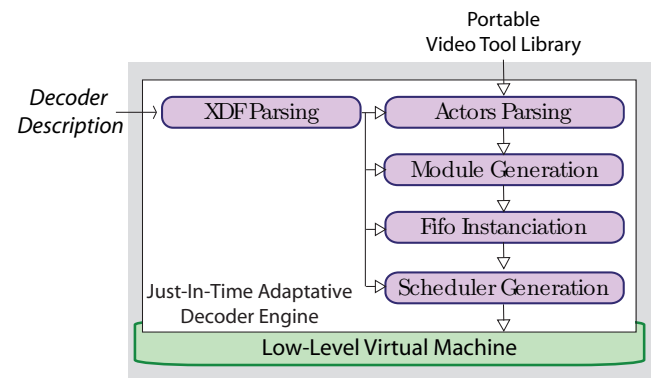 Portable
Video Tool Library
Decoder
Description
XDF Parsing
Actors Parsing
Module Generation
Fifo Instanciation
Scheduler Generation
Just-In-Time Adaptative
Decoder Engine
Low-Level Virtual Machine